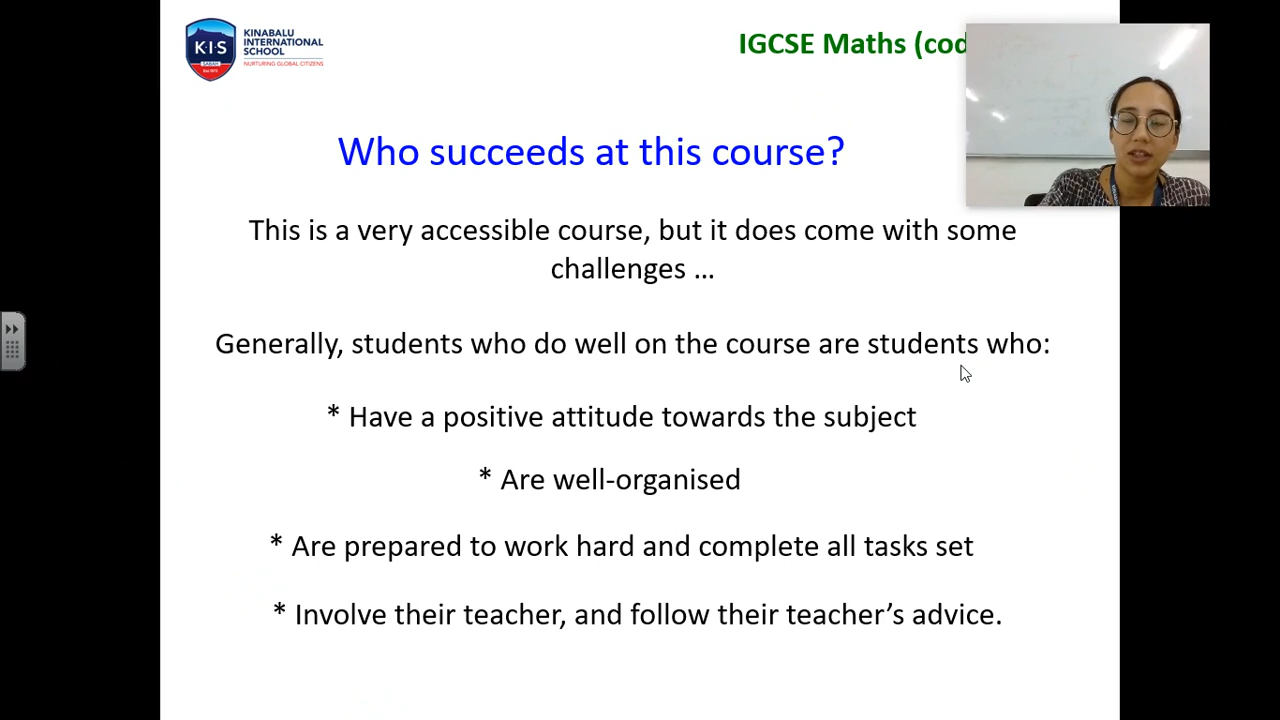 K·I·S
SABAH
KINABALU
INTERNATIONAL
SCHOOL
NURTURING GLOBAL CITIZENS
IGCSE Maths (cod
Who succeeds at this course?
This is a very accessible course, but it does come with some
challenges …
Generally, students who do well on the course are students who:
* Have a positive attitude towards the subject
* Are well-organised
* Are prepared to work hard and complete all tasks set
* Involve their teacher, and follow their teacher’s advice.